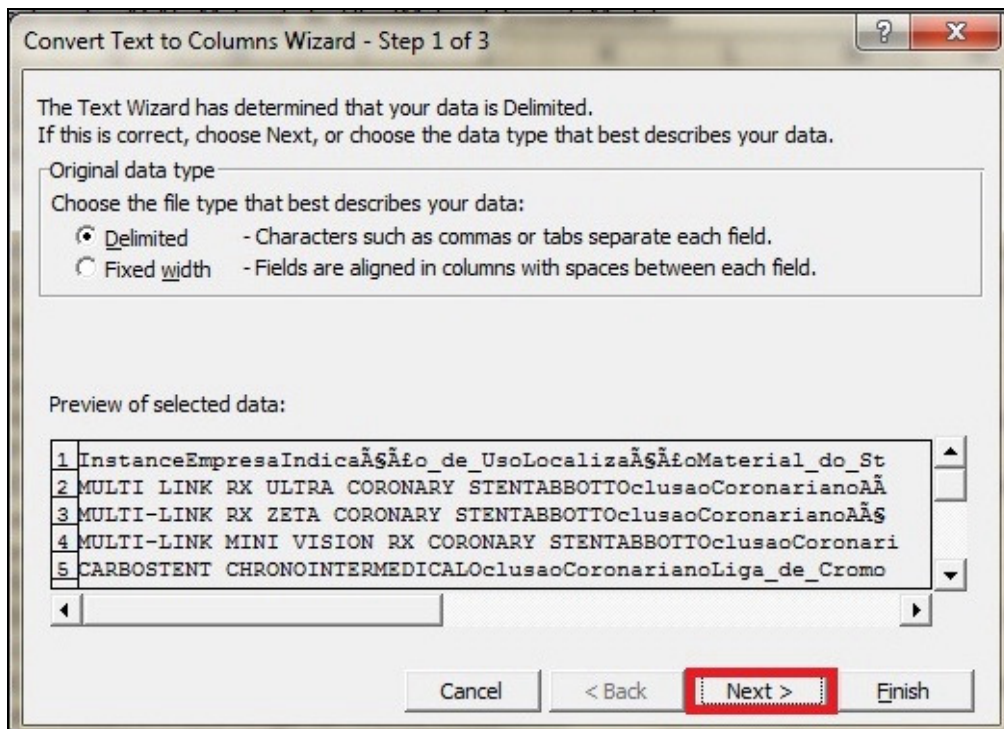 Convert Text to Columns Wizard - Step 1 of 3
? X
The Text Wizard has determined that your data is Delimited.
If this is correct, choose Next, or choose the data type that best describes your data.
Original data type
Choose the file type that best describes your data:
Delimited - Characters such as commas or tabs separate each field.
Fixed width - Fields are aligned in columns with spaces between each field.
Preview of selected data:
1 InstanceEmpresaIndicaÃ§Ã£o_de_UsoLocalizaÃ§Ã£oMaterial_do_St
2 MULTI LINK RX ULTRA CORONARY STENTABBOTTOclusaoCoronarianoAÃ
3 MULTI-LINK RX ZETA CORONARY STENTABBOTTOclusaoCoronarianoAÃ§
4 MULTI-LINK MINI VISION RX CORONARY STENTABBOTTOclusaoCoronari
5 CARBOSTENT CHRONOINTERMEDICALOclusaoCoronarianoLiga_de_Cromo
Cancel < Back Next > Finish